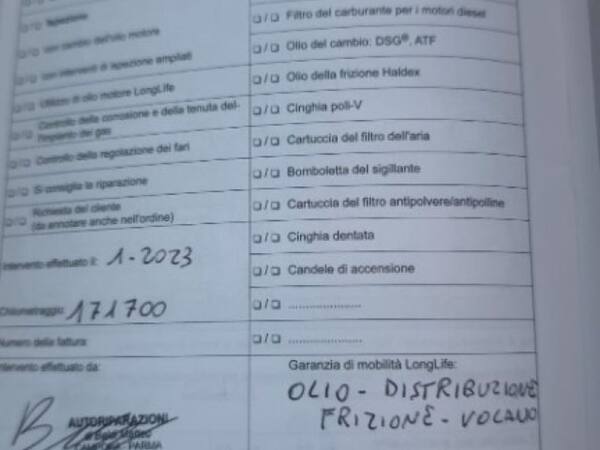 Ispezione
con cambio dell'olio motore
con interventi di ispezione ampliati
Utilizzo di olio motore LongLife
Controllo della corrosione e della tenuta del-
l'impianto del gas
Controllo della regolazione dei fari
Si consiglia la riparazione
Richiesta del cliente
(da annotare anche nell'ordine)
Intervento effettuato il: 1-2023
Chilometraggio: 171700
Numero della fattura:
Intervento effettuato da:
AUTORIPARAZIONI
PARMA
Filtro del carburante per i motori diesel
Olio del cambio: DSG®, ATF
Olio della frizione Haldex
Cinghia poli-V
Cartuccia del filtro dell'aria
Bomboletta del sigillante
Cartuccia del filtro antipolvere/antipolline
Cinghia dentata
Candele di accensione
Garanzia di mobilità LongLife:
OLIO - DISTRIBUZIONE
FRIZIONE - VOLANO